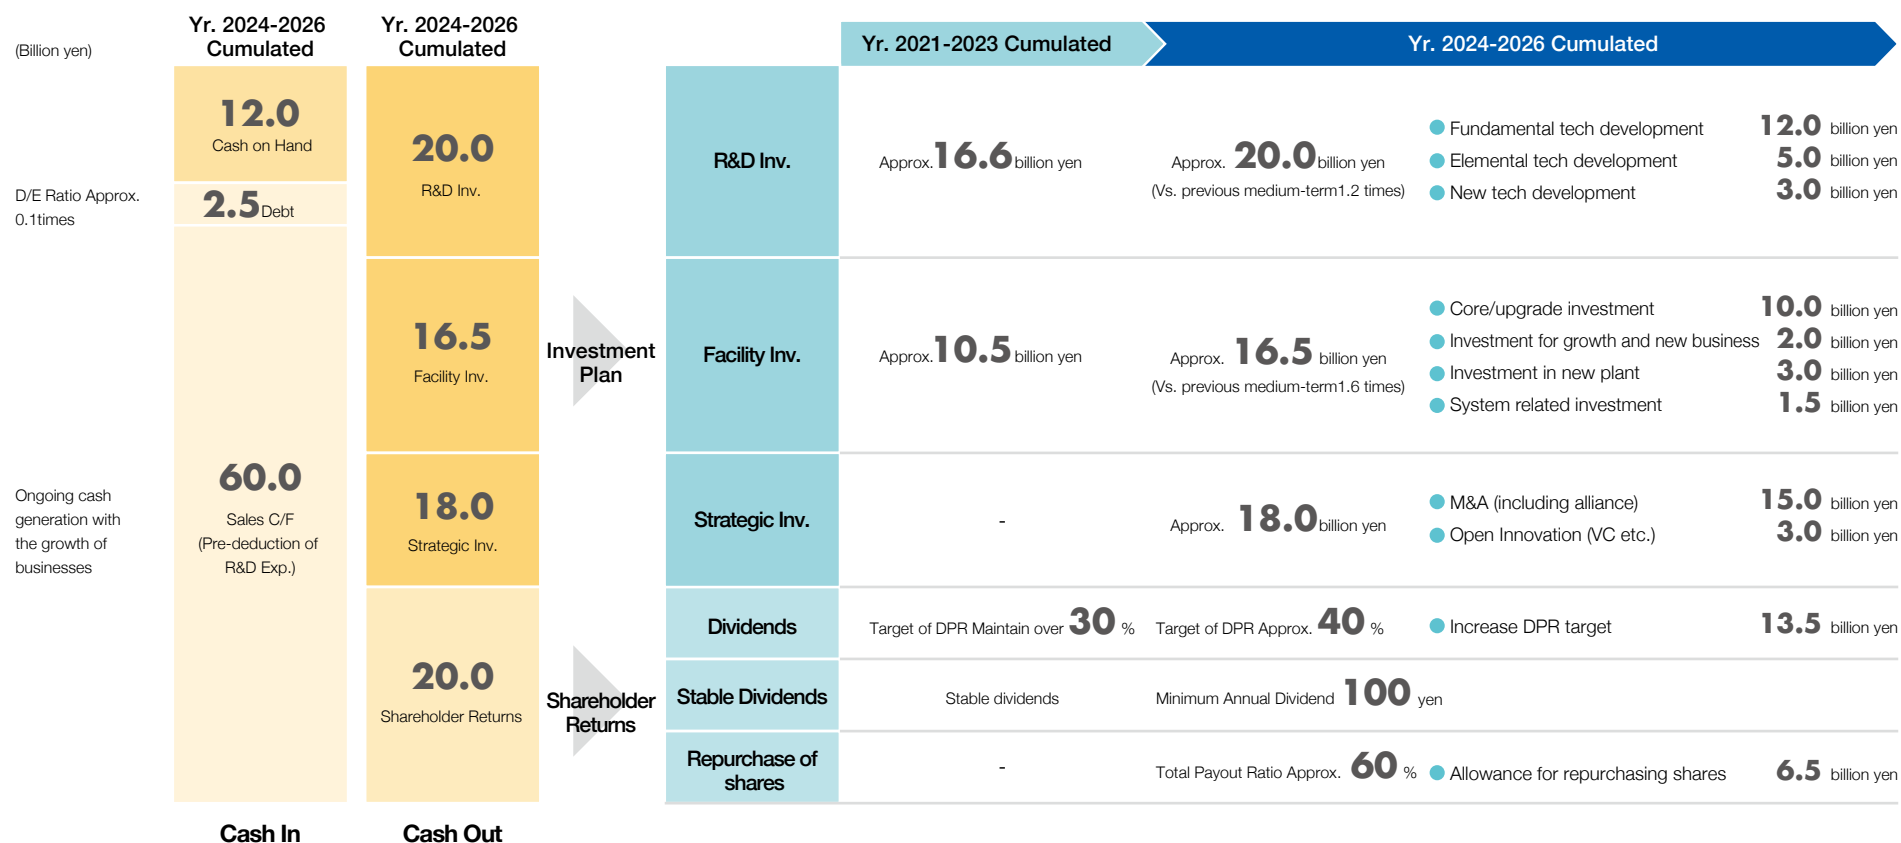 (Billion yen)
Yr. 2024-2026
Cumulated
12.0
Cash on Hand
D/E Ratio Approx.
0.1times
2.5 Debt
Ongoing cash
generation with
the growth of
businesses
60.0
Sales C/F
(Pre-deduction of
R&D Exp.)
Cash In
Yr. 2024-2026
Cumulated
20.0
R&D Inv.
16.5
Facility Inv.
18.0
Strategic Inv.
20.0
Shareholder Returns
Cash Out
Investment
Plan
Shareholder
Returns
Yr. 2021-2023 Cumulated
Yr. 2024-2026 Cumulated
R&D Inv.
Approx. 16.6 billion yen
Approx. 20.0 billion yen
(Vs. previous medium-term1.2 times)
Fundamental tech development 12.0 billion yen
Elemental tech development 5.0 billion yen
New tech development 3.0 billion yen
Facility Inv.
Approx. 10.5 billion yen
Approx. 16.5 billion yen
(Vs. previous medium-term1.6 times)
Core/upgrade investment 10.0 billion yen
Investment for growth and new business 2.0 billion yen
Investment in new plant 3.0 billion yen
System related investment 1.5 billion yen
Strategic Inv.
-
Approx. 18.0 billion yen
M&A (including alliance) 15.0 billion yen
Open Innovation (VC etc.) 3.0 billion yen
Dividends
Target of DPR Maintain over 30 %
Target of DPR Approx. 40 %
Increase DPR target 13.5 billion yen
Stable Dividends
Stable dividends
Minimum Annual Dividend 100 yen
Repurchase of
shares
-
Total Payout Ratio Approx. 60 %
Allowance for repurchasing shares 6.5 billion yen